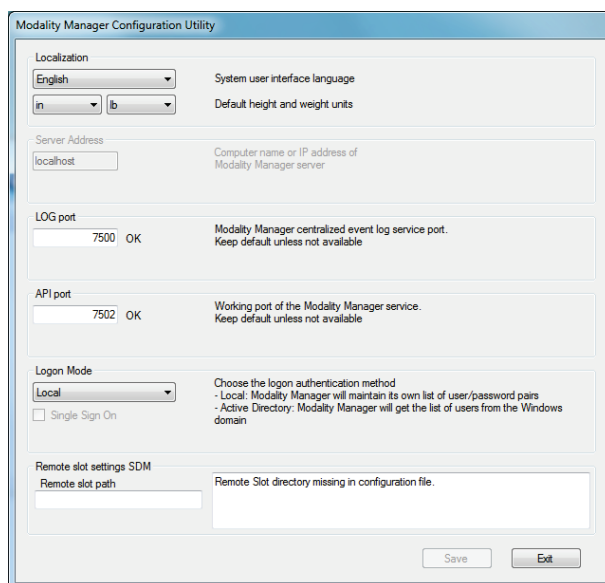 Modality Manager Configuration Utility
Localization
English
System user interface language
in
lb
Default height and weight units
Server Address
localhost
Computer name or IP address of
Modality Manager server
LOG port
7500
OK
Modality Manager centralized event log service port.
Keep default unless not available
API port
7502
OK
Working port of the Modality Manager service.
Keep default unless not available
Logon Mode
Local
Single Sign On
Choose the logon authentication method
- Local: Modality Manager will maintain its own list of user/password pairs
- Active Directory: Modality Manager will get the list of users from the Windows
domain
Remote slot settings SDM
Remote slot path
Remote Slot directory missing in configuration file.
Save
Exit